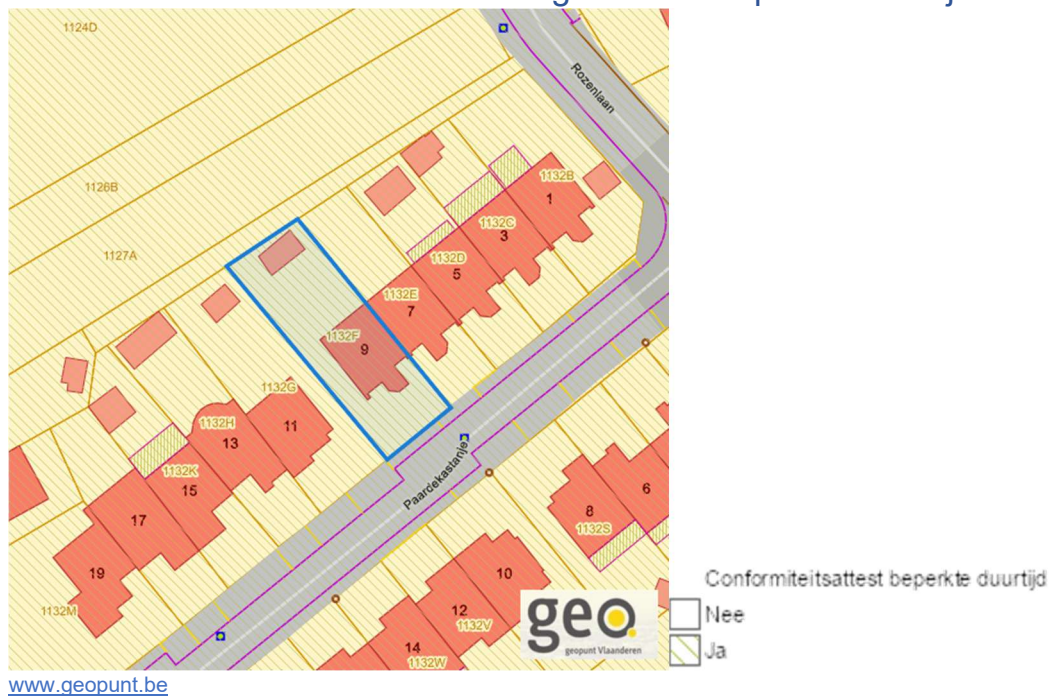 1124D
Rozenlaan
1126B
1132B
1
1132C
3
1127A
1132D
5
1132E
7
1132F
9
1132G
11
1132H
13
1132K
15
17
19
1132M
Paardekastanje
6
8
1132S
10
12
1132V
14
1132W
geo
geopunt Vlaanderen
Conformiteitsattest beperkte duurtijd
Nee
Ja
www.geopunt.be